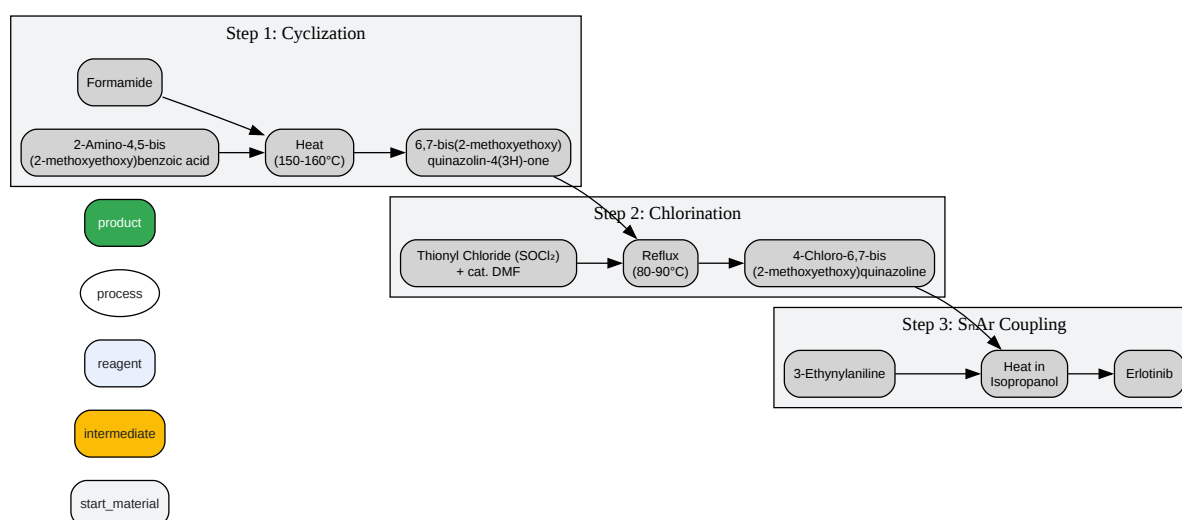 Step 1: Cyclization
Formamide
2-Amino-4,5-bis
(2-methoxyethoxy)benzoic acid
Heat
(150-160°C)
6,7-bis(2-methoxyethoxy)
quinazolin-4(3H)-one
Step 2: Chlorination
Thionyl Chloride (SOCl₂)
+ cat. DMF
Reflux
(80-90°C)
4-Chloro-6,7-bis
(2-methoxyethoxy)quinazoline
Step 3: SₙAr Coupling
3-Ethynylaniline
Heat in
Isopropanol
Erlotinib
product
process
reagent
intermediate
start_material